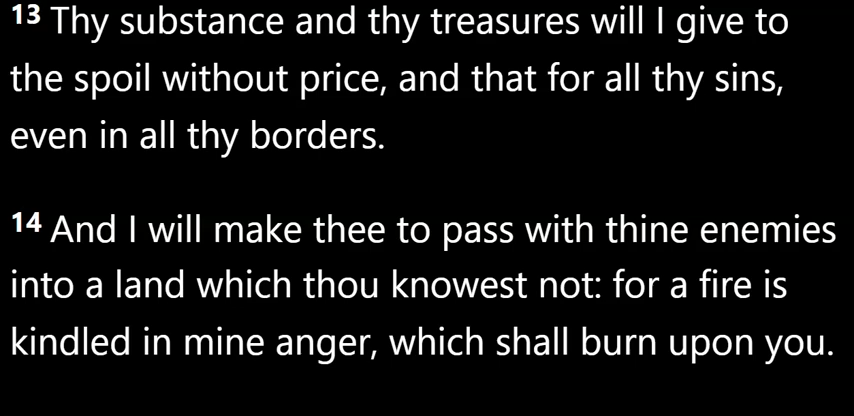 13 Thy substance and thy treasures will I give to
the spoil without price, and that for all thy sins,
even in all thy borders.
14 And I will make thee to pass with thine enemies
into a land which thou knowest not: for a fire is
kindled in mine anger, which shall burn upon you.